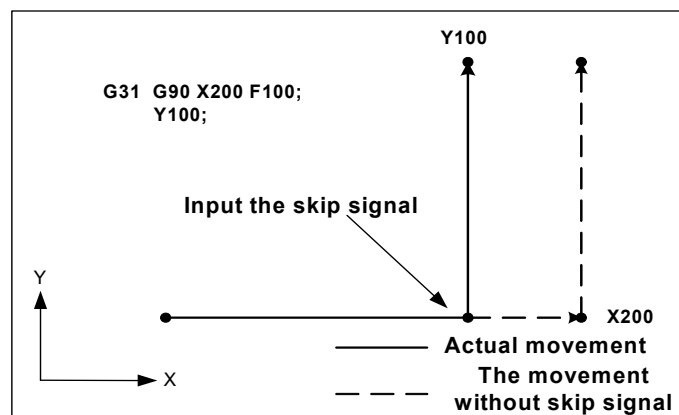 Y100
G31 G90 X200 F100;
Y100;
Input the skip signal
Y
X200
X
Actual movement
The movement
without skip signal